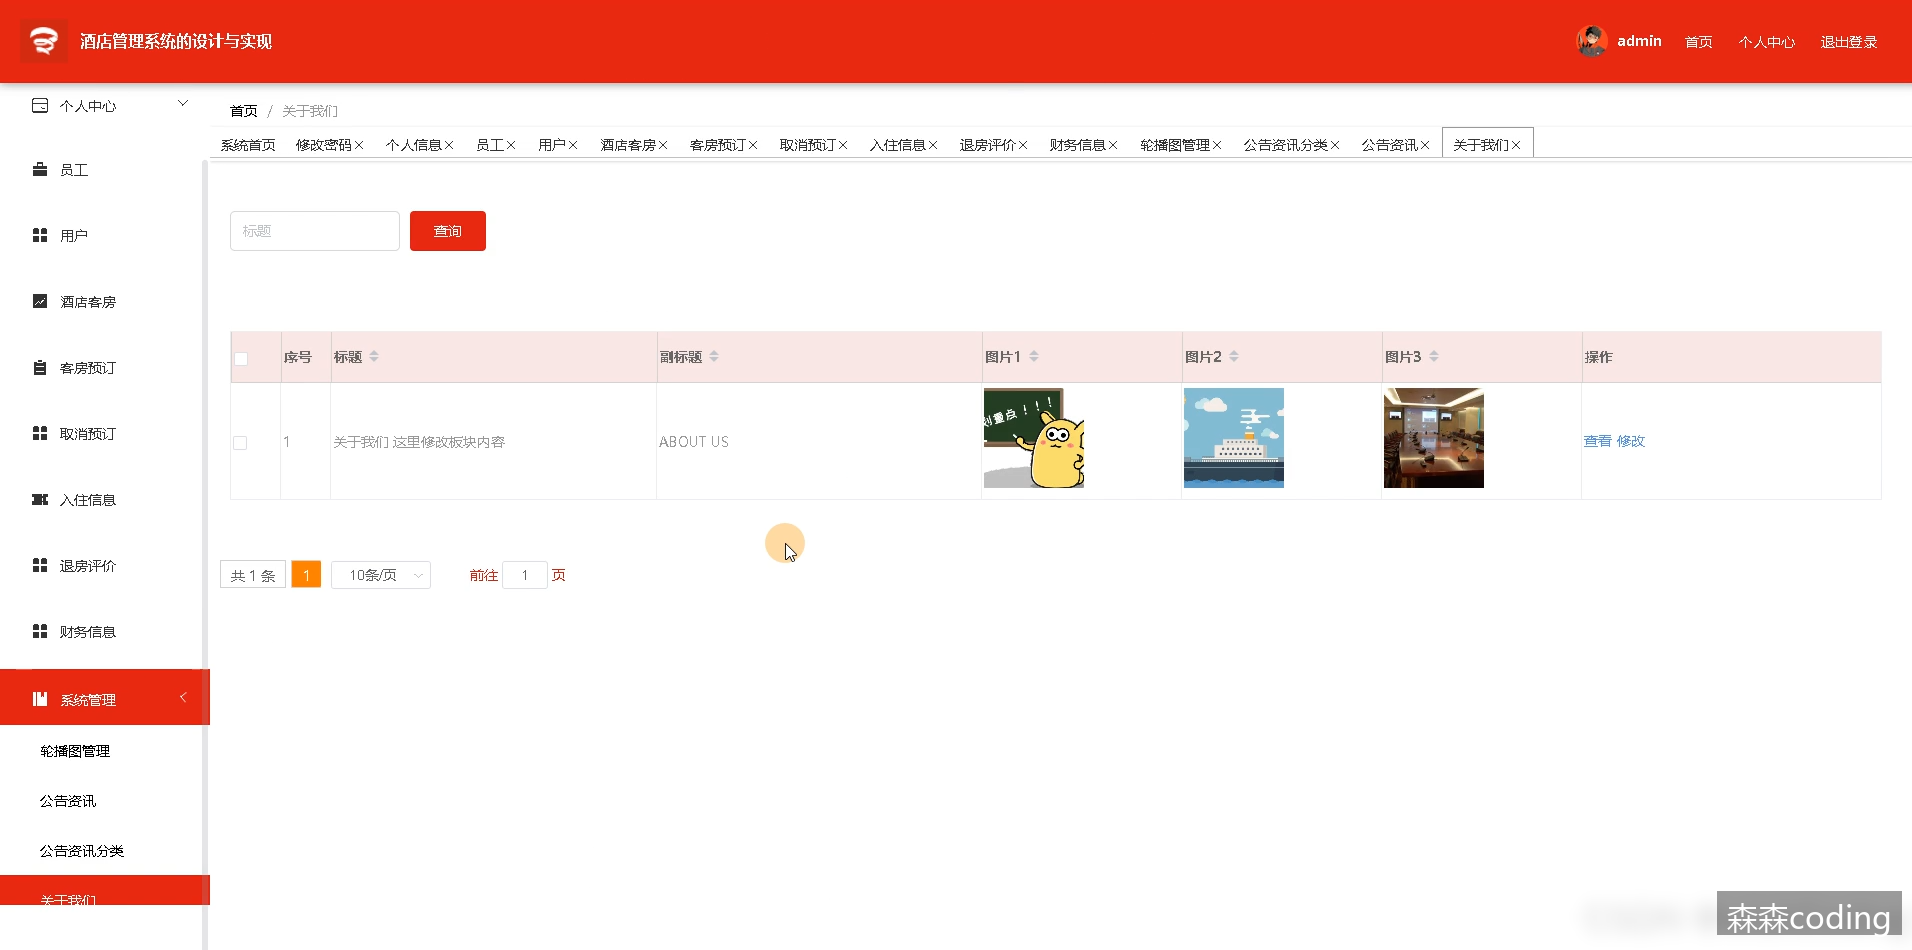 酒店管理系统的设计与实现
admin 首页 个人中心 退出登录
个人中心
员工
用户
酒店客房
客房预订
取消预订
入住信息
退房评价
财务信息
系统管理
轮播图管理
公告资讯
公告资讯分类
关于我们
首页 / 关于我们
系统首页 修改密码 个人信息 员工 用户 酒店客房 客房预订 取消预订 入住信息 退房评价 财务信息 轮播图管理 公告资讯分类 公告资讯 关于我们
标题 查询
序号 标题 副标题 图片1 图片2 图片3 操作
划重点！！！
1 关于我们 这里修改板块内容 ABOUT US 查看 修改
共 1 条 1 10条/页 前往 1 页
森森coding